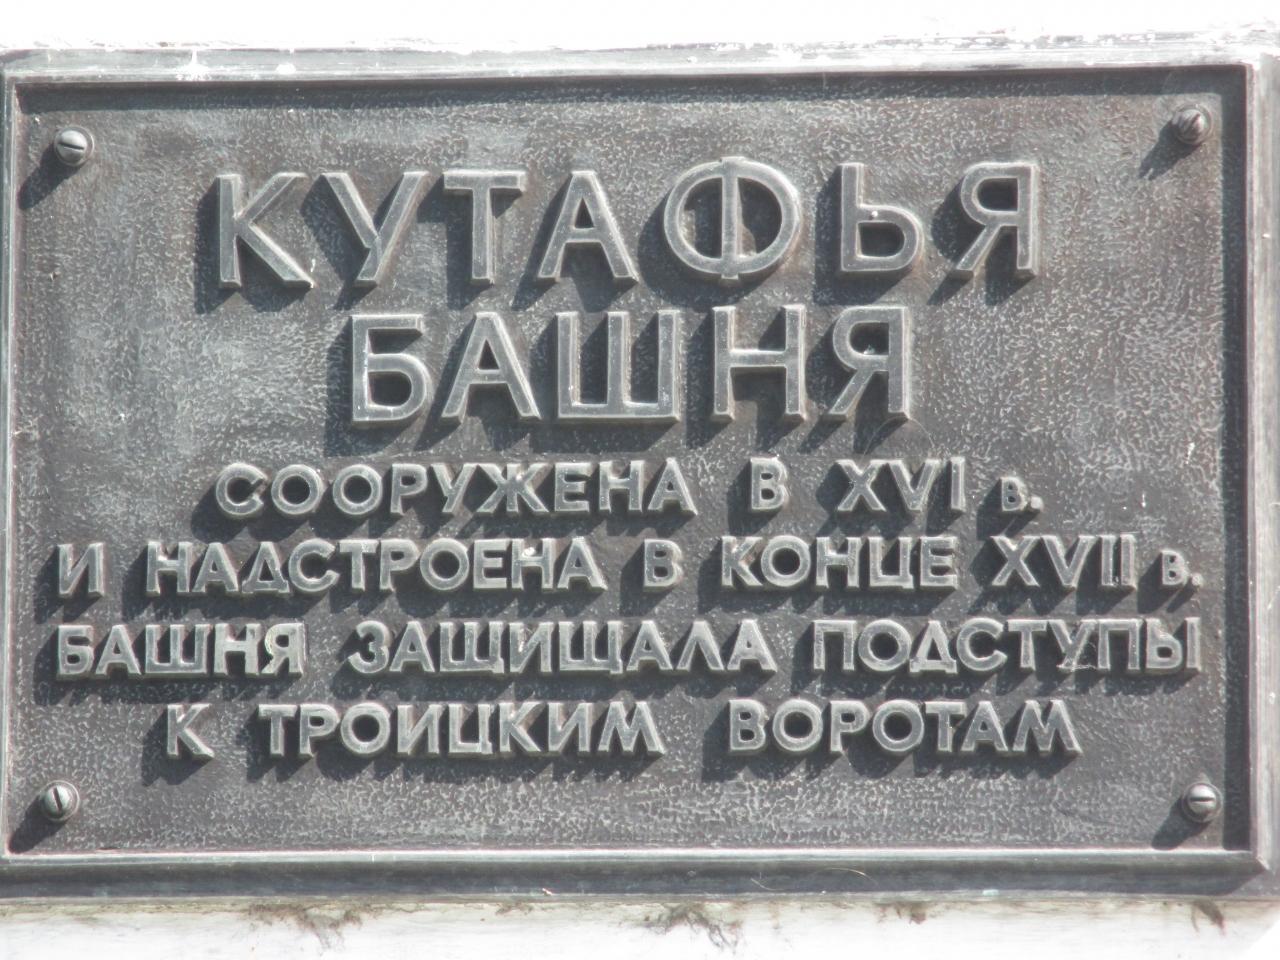 КУТАФЬЯ
БАШНЯ
СООРУЖЕНА В XVI в.
И НАДСТРОЕНА В КОНЦЕ XVII в.
БАШНЯ ЗАЩИЩАЛА ПОДСТУПЫ
К ТРОИЦКИМ ВОРОТАМ